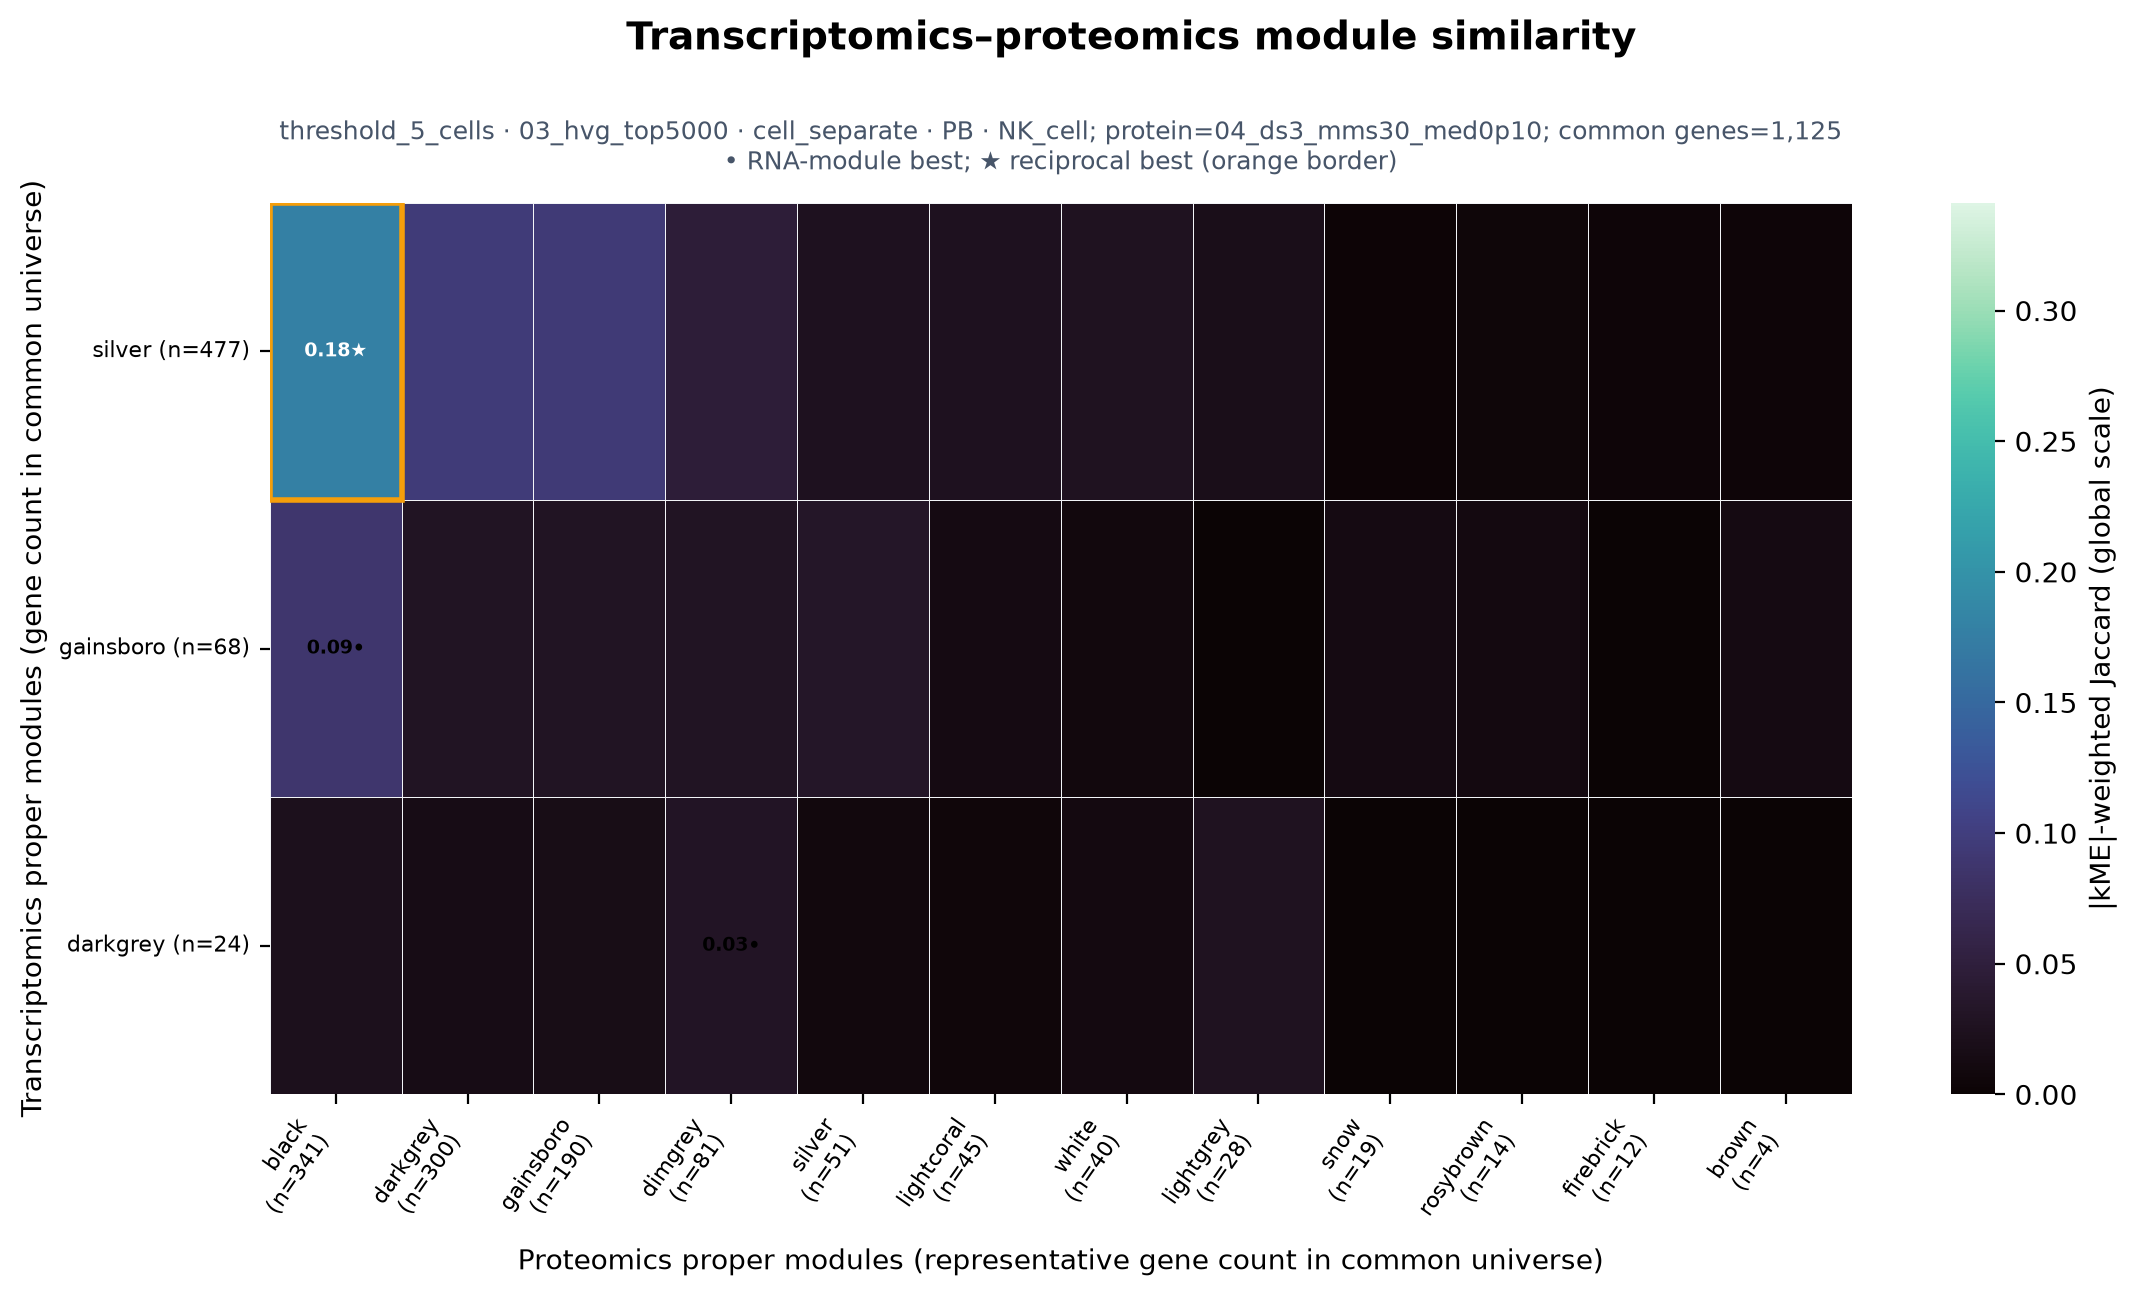 Transcriptomics–proteomics module similarity
threshold_5_cells · 03_hvg_top5000 · cell_separate · PB · NK_cell; protein=04_ds3_mms30_med0p10; common genes=1,125
• RNA-module best; ★ reciprocal best (orange border)
Transcriptomics proper modules (gene count in common universe)
silver (n=477)
gainsboro (n=68)
darkgrey (n=24)
0.18★
0.09•
0.03•
black
(n=341)
darkgrey
(n=300)
gainsboro
(n=190)
dimgrey
(n=81)
silver
(n=51)
lightcoral
(n=45)
white
(n=40)
lightgrey
(n=28)
snow
(n=19)
rosybrown
(n=14)
firebrick
(n=12)
brown
(n=4)
Proteomics proper modules (representative gene count in common universe)
0.30
0.25
0.20
0.15
0.10
0.05
0.00
|kME|-weighted Jaccard (global scale)